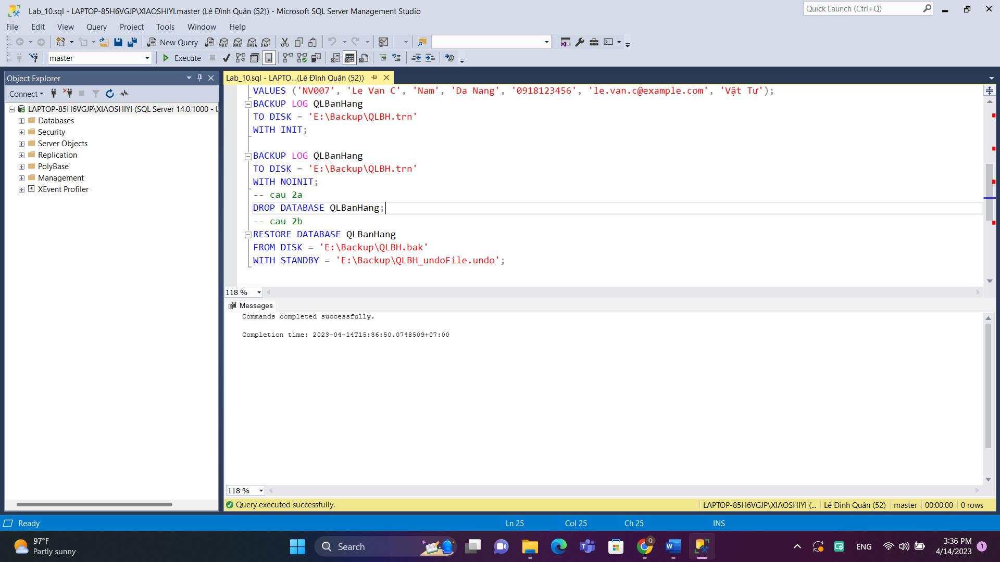 Lab_10.sql - LAPTOP-85H6VGJP\XIAOSHIYI.master (Lê Đình Quân (52)) - Microsoft SQL Server Management Studio
Quick Launch (Ctrl+Q)
File Edit View Query Project Tools Window Help
New Query
MDX DMX XMLA DAX
master
Execute
Object Explorer
Connect
LAPTOP-85H6VGJP\XIAOSHIYI (SQL Server 14.0.1000 - L
Databases
Security
Server Objects
Replication
PolyBase
Management
XEvent Profiler
Lab_10.sql - LAPTO...(Lê Đình Quân (52))
VALUES ('NV007', 'Le Van C', 'Nam', 'Da Nang', '0918123456', 'le.van.c@example.com', 'Vật Tư');
BACKUP LOG QLBanHang
TO DISK = 'E:\Backup\QLBH.trn'
WITH INIT;
BACKUP LOG QLBanHang
TO DISK = 'E:\Backup\QLBH.trn'
WITH NOINIT;
-- cau 2a
DROP DATABASE QLBanHang;
-- cau 2b
RESTORE DATABASE QLBanHang
FROM DISK = 'E:\Backup\QLBH.bak'
WITH STANDBY = 'E:\Backup\QLBH_undoFile.undo';
118 %
Messages
Commands completed successfully.
Completion time: 2023-04-14T15:36:50.0748509+07:00
118 %
Query executed successfully.
LAPTOP-85H6VGJP\XIAOSHIYI (... Lê Đình Quân (52) master 00:00:00 0 rows
Ready
Ln 25 Col 25 Ch 25 INS
97°F
Partly sunny
Search
ENG
3:36 PM
4/14/2023
1